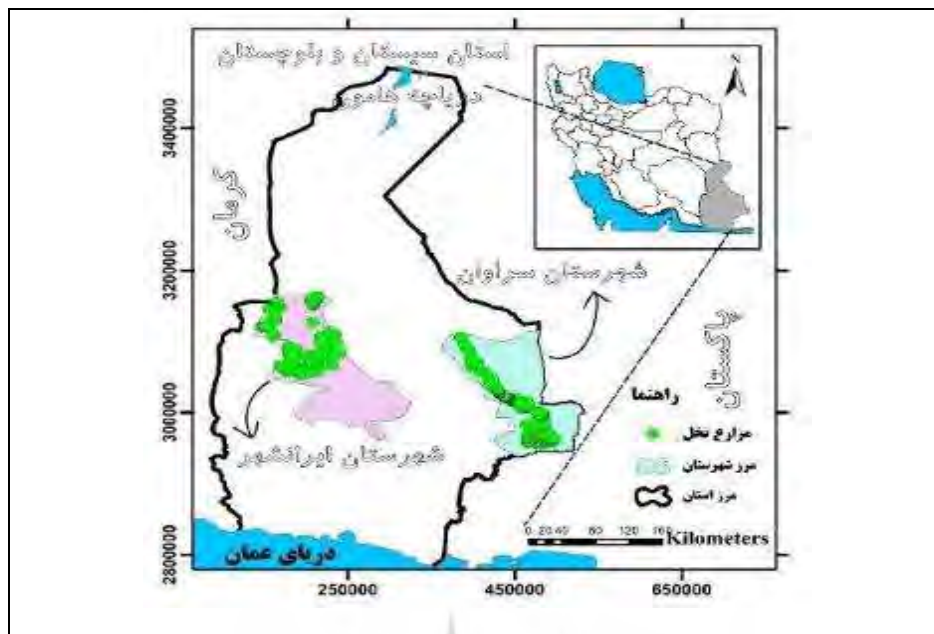 استان سیستان و بلوچستان
دریاچه هامون
N
کرمان
شهرستان سراوان
پاکستان
شهرستان ایرانشهر
دریای عمان
راهنما
مزارع نخل
مرز شهرستان
مرز استان
0 20 40 80 120 160
Kilometers
3400000
3200000
3000000
2800000
250000 450000 650000